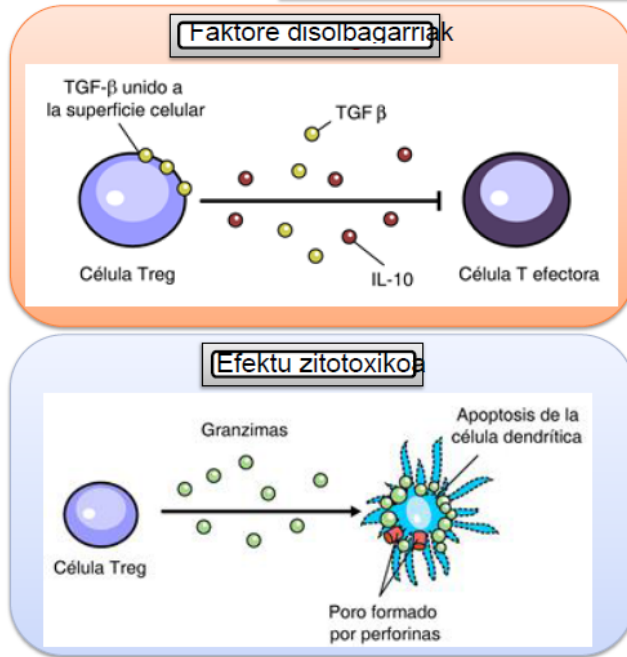 Faktore disolbagarriak
TGF-β unido a
la superficie celular
TGF β
Célula Treg
IL-10
Célula T efectora
Efektu zitotoxikoa
Granzimas
Apoptosis de la
célula dendrítica
Célula Treg
Poro formado
por perforinas